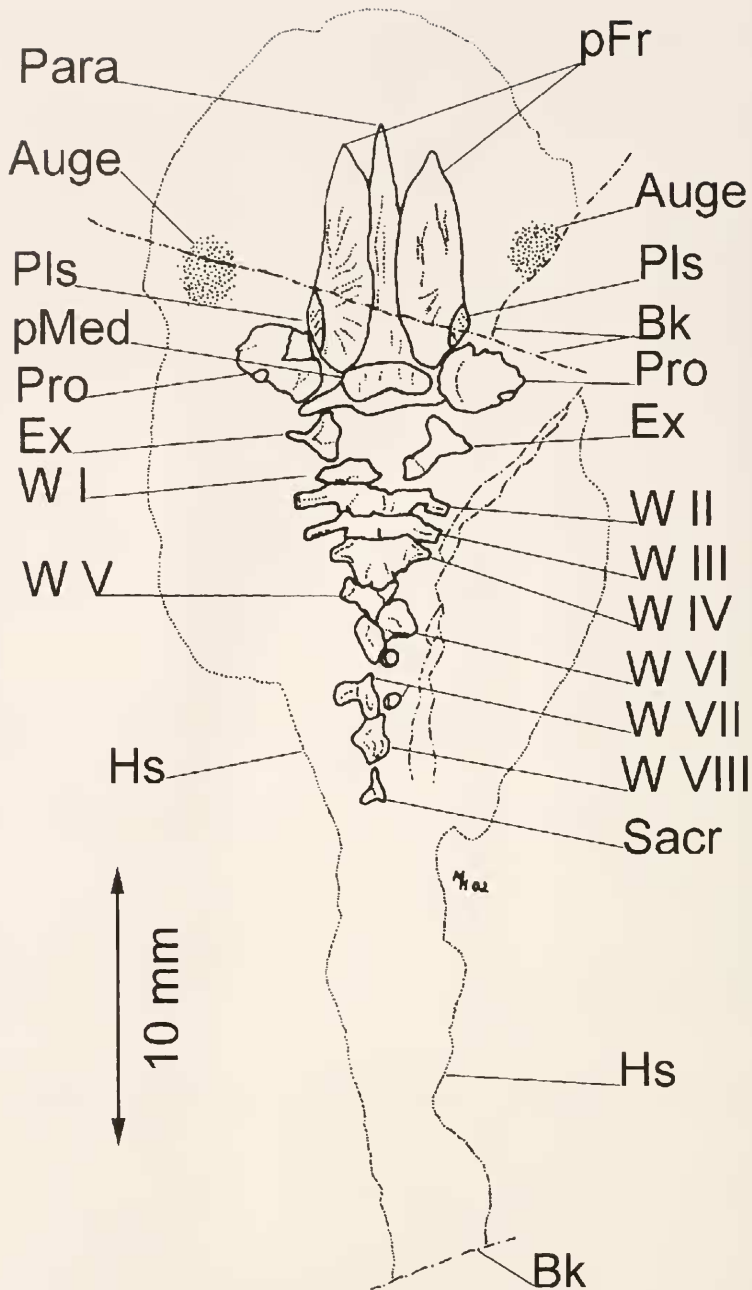 pFr
Para
Auge
Auge
Pls
Pls
pMed
Bk
Pro
Pro
Ex
Ex
W I
W II
W III
W V
W IV
W VI
W VII
Hs
W VIII
Sacr
10 mm
Hs
Bk